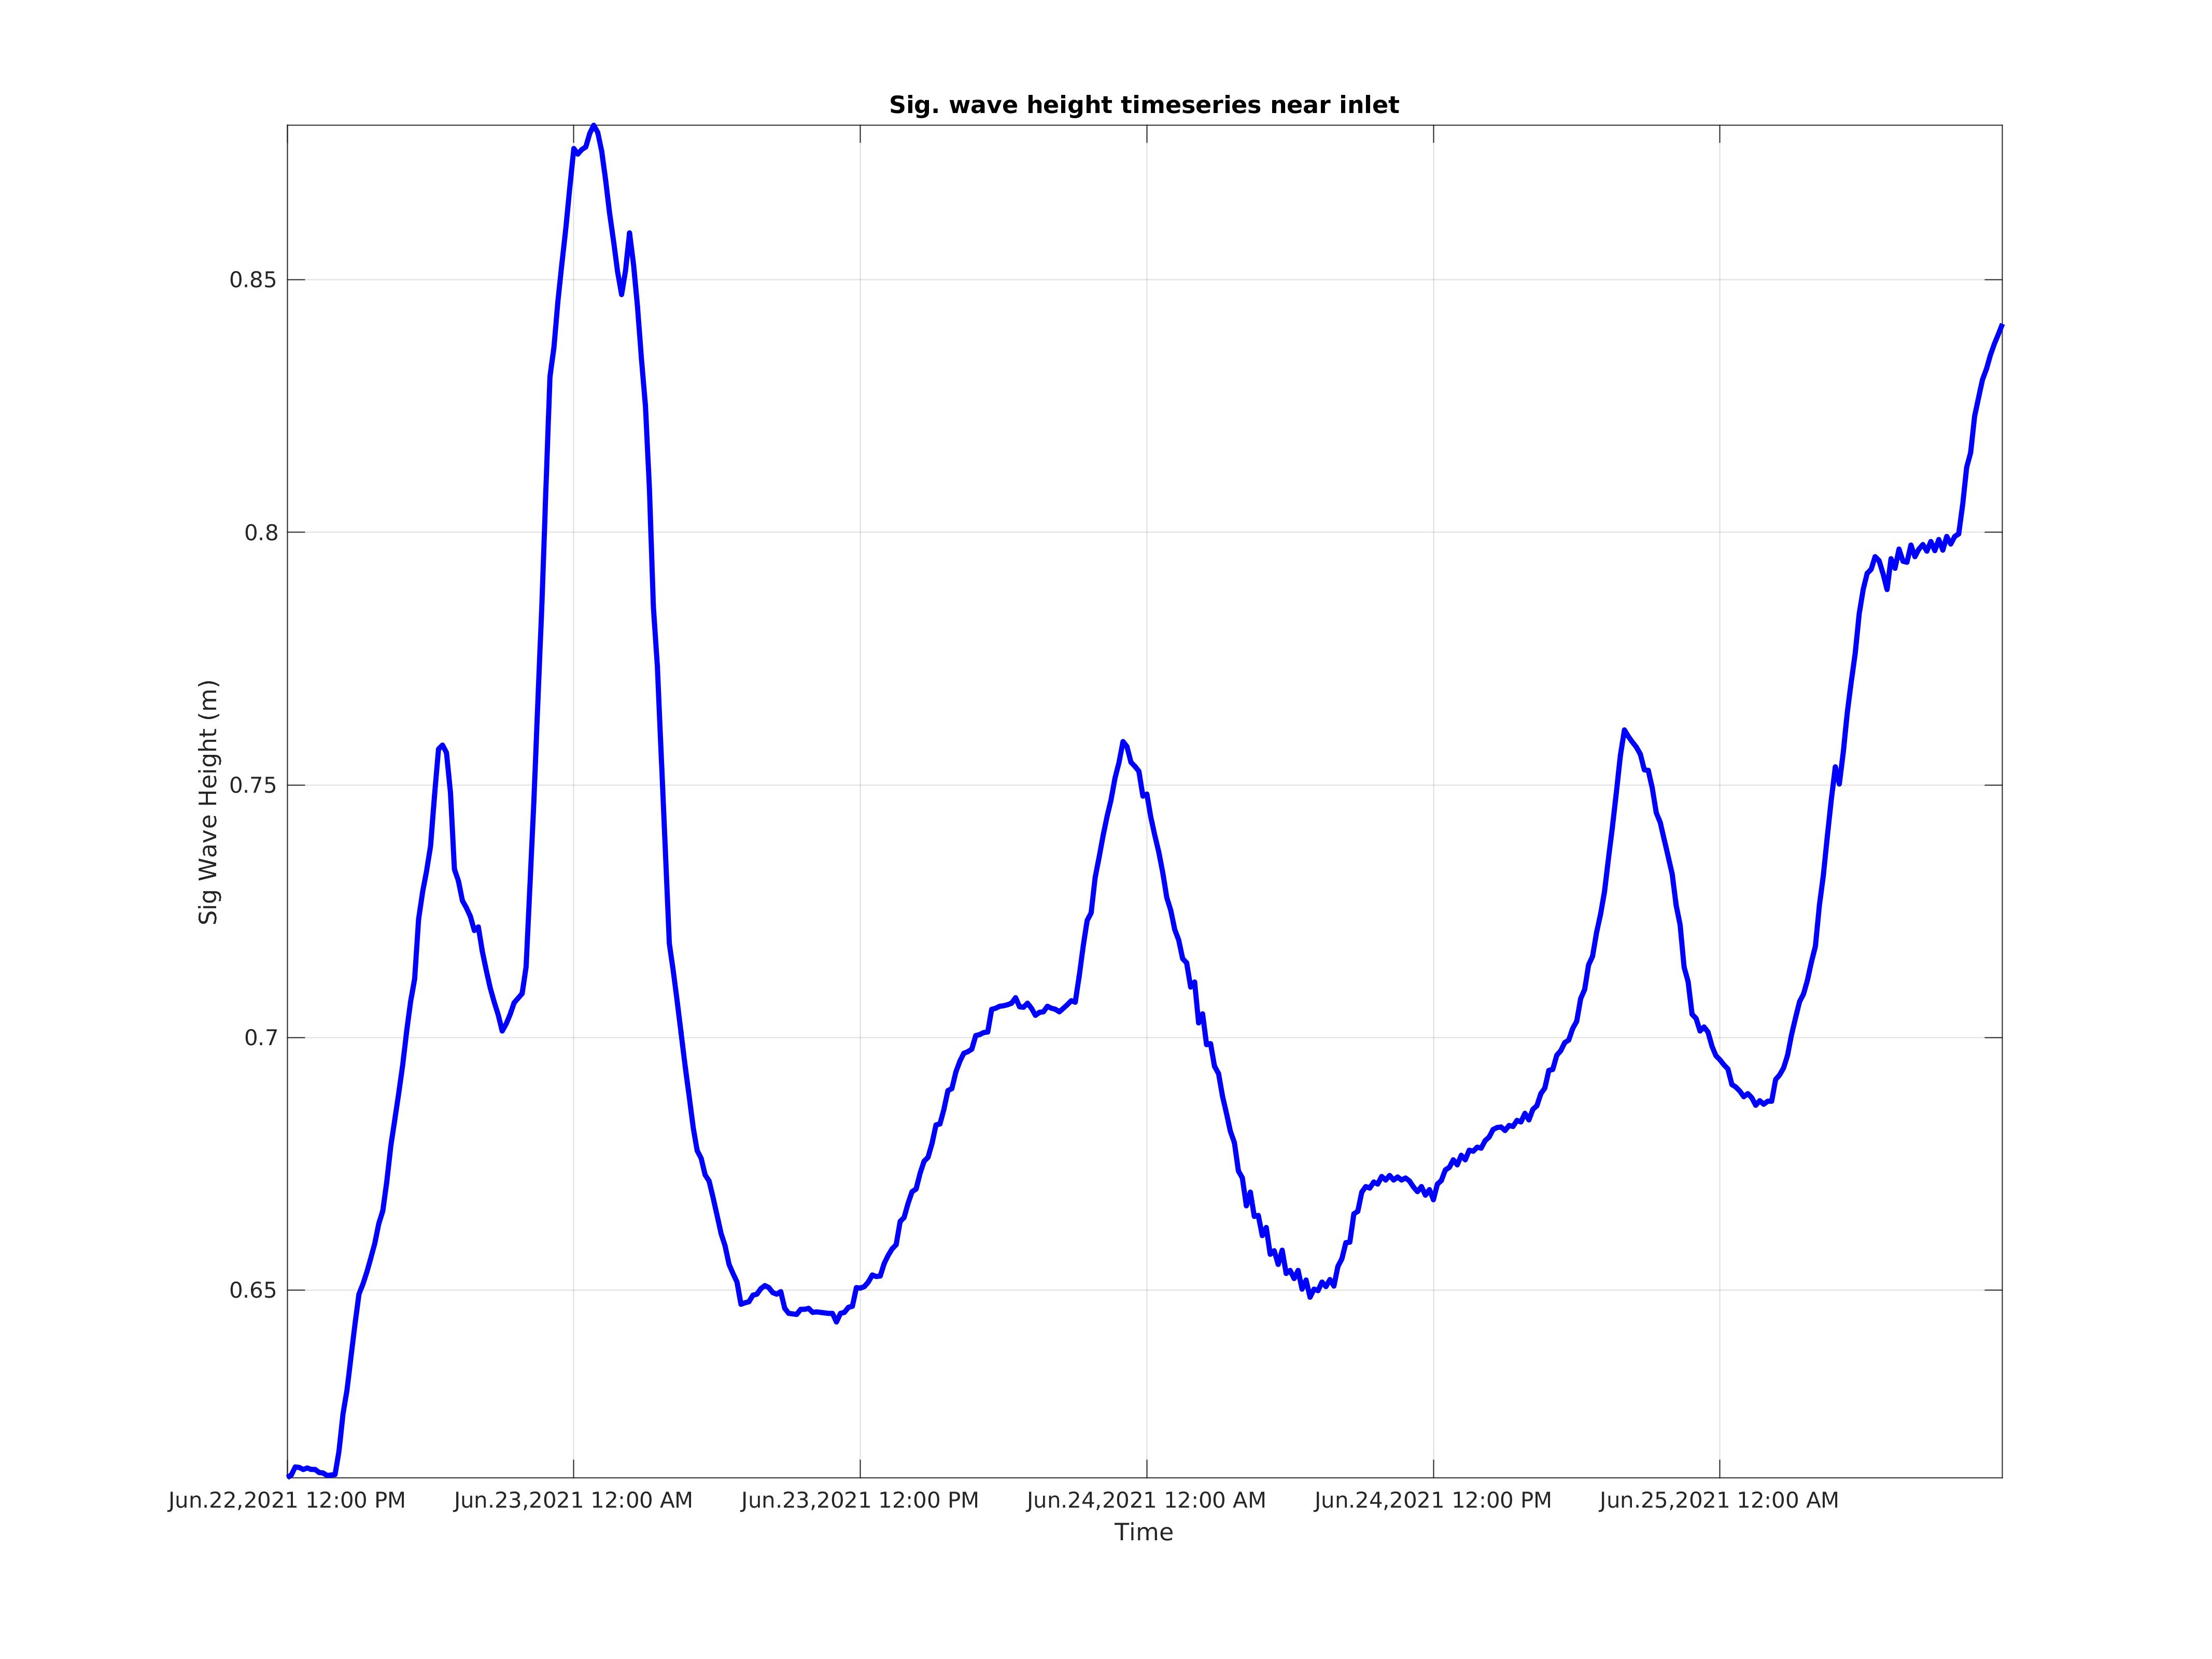 Sig. wave height timeseries near inlet
0.85
0.8
0.75
0.7
0.65
Sig Wave Height (m)
Jun.22,2021 12:00 PM
Jun.23,2021 12:00 AM
Jun.23,2021 12:00 PM
Jun.24,2021 12:00 AM
Jun.24,2021 12:00 PM
Jun.25,2021 12:00 AM
Time